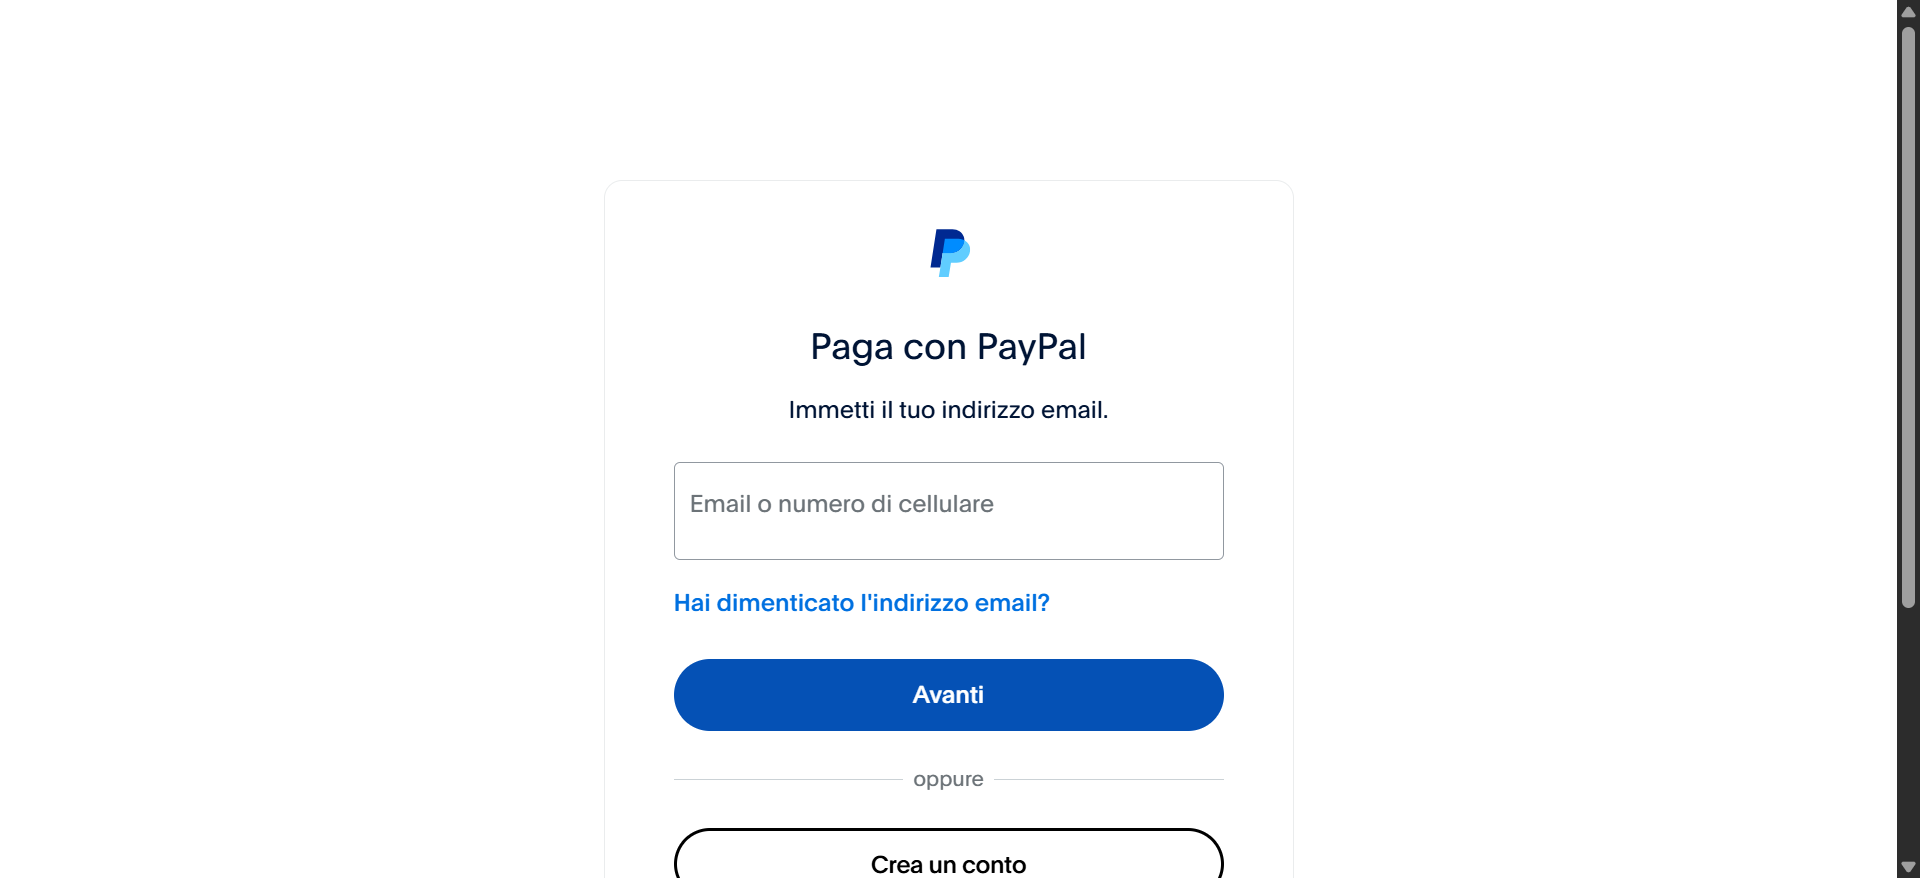 Paga con PayPal
Immetti il tuo indirizzo email.
Email o numero di cellulare
Hai dimenticato l'indirizzo email?
Avanti
oppure
Crea un conto